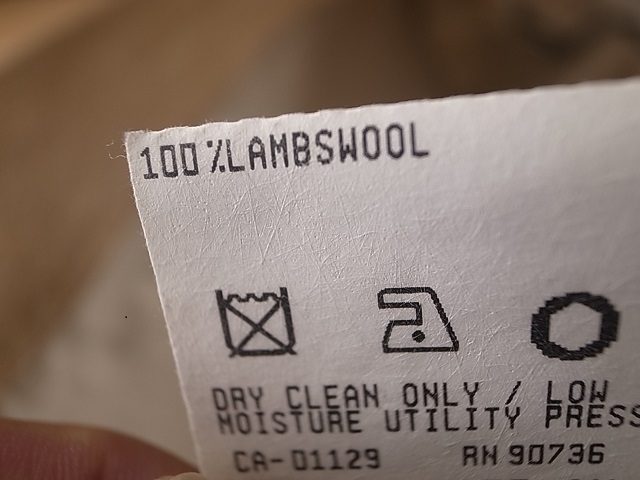 100%LAMBSWOOL
DRY CLEAN ONLY / LOW
MOISTURE UTILITY PRESS
CA-01129 RN 90736